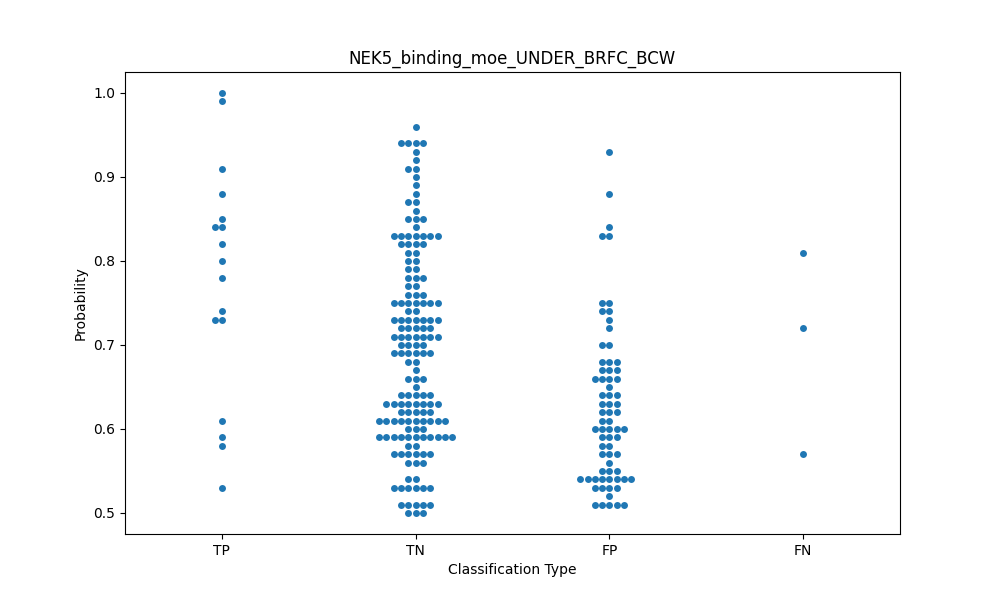 NEK5_binding_moe_UNDER_BRFC_BCW
1.0
0.9
0.8
0.7
0.6
0.5
Probability
TP
TN
FP
FN
Classification Type